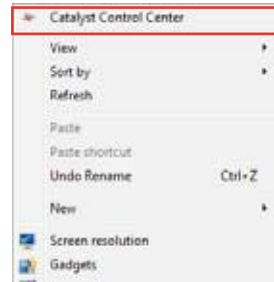 Catalyst Control Center
View
Sort by
Refresh
Paste
Paste shortcut
Undo Rename Ctrl+Z
New
Screen resolution
Gadgets